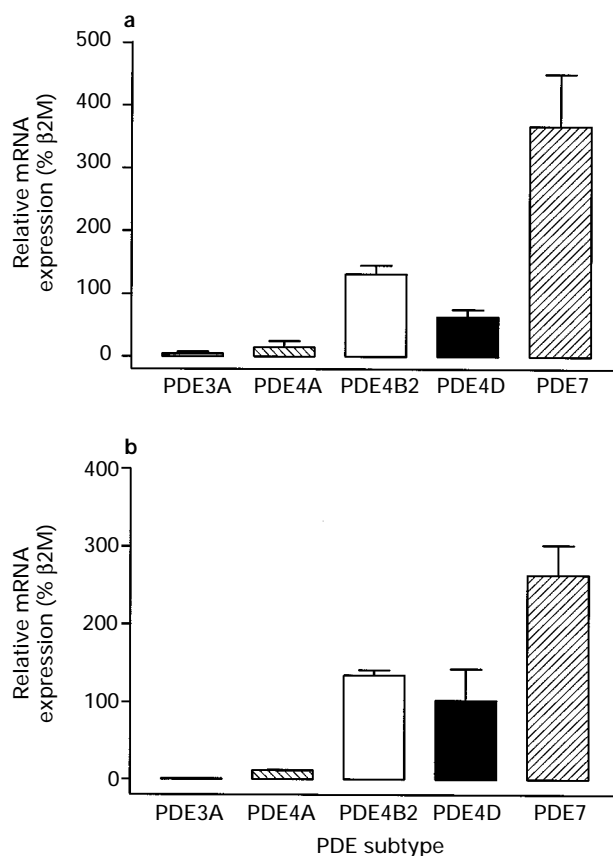 a
Relative mRNA
expression (% β2M)
500
400
300
200
100
0
PDE3A PDE4A PDE4B2 PDE4D PDE7
b
Relative mRNA
expression (% β2M)
400
300
200
100
0
PDE3A PDE4A PDE4B2 PDE4D PDE7
PDE subtype